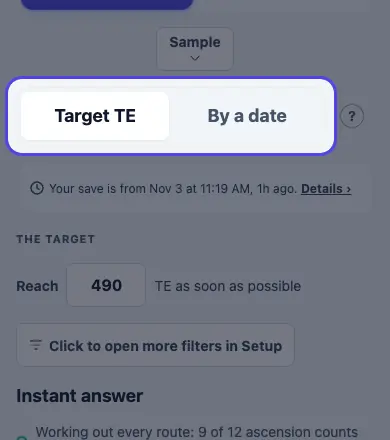 Sample
Target TE
By a date
?
Your save is from Nov 3 at 11:19 AM, 1h ago. Details ›
THE TARGET
Reach 490 TE as soon as possible
Click to open more filters in Setup
Instant answer
Working out every route: 9 of 12 ascension counts